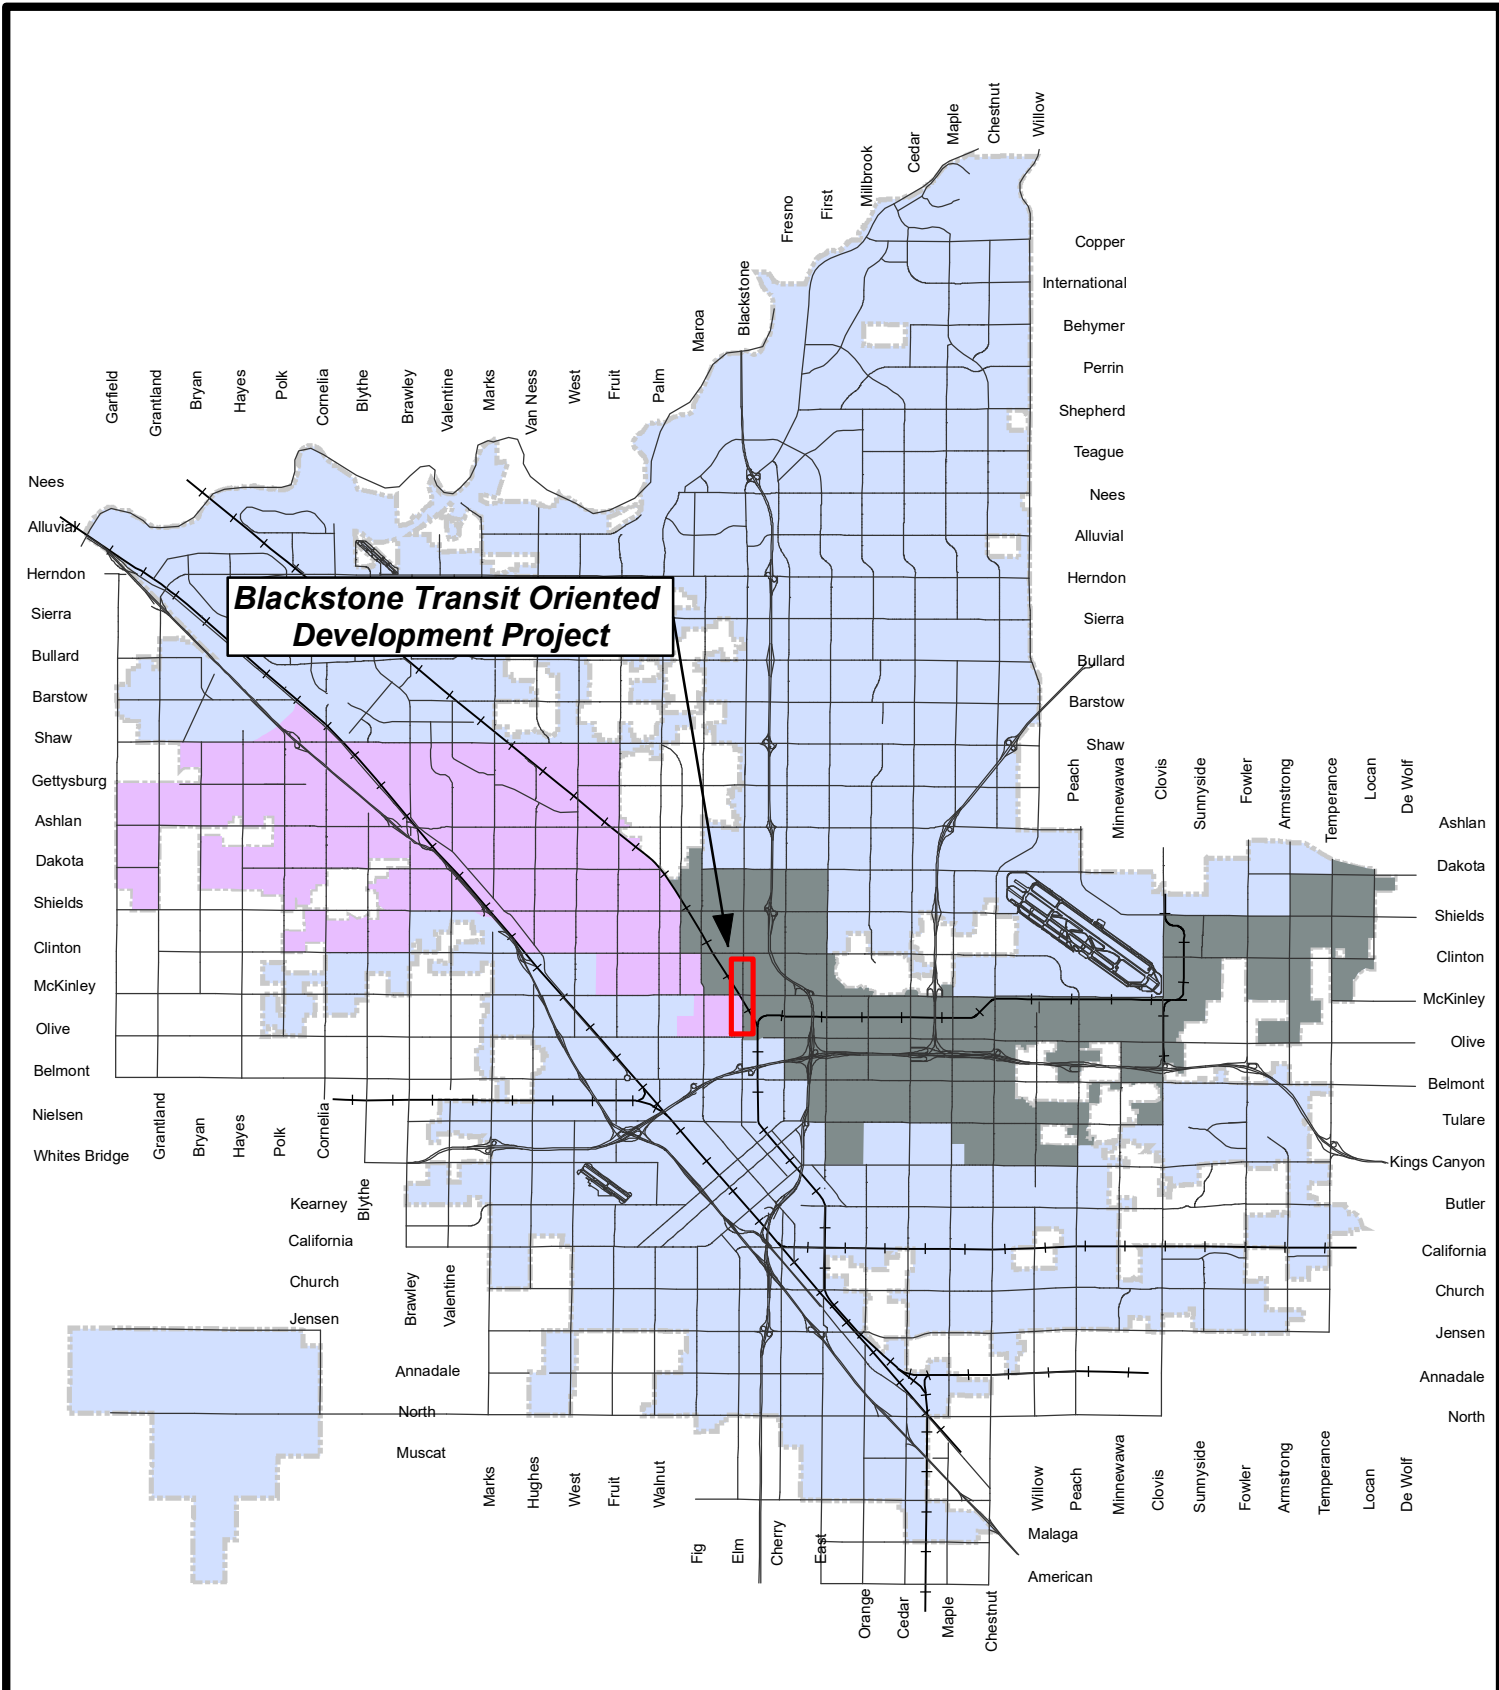 Willow
Chestnut
Maple
Cedar
Millbrook
First
Fresno
Blackstone
Maroa
Palm
Fruit
West
Van Ness
Marks
Valentine
Brawley
Blythe
Cornelia
Polk
Hayes
Bryan
Grantland
Garfield
Copper
International
Behymer
Perrin
Shepherd
Teague
Nees
Alluvial
Herndon
Sierra
Bullard
Barstow
Shaw
Nees
Alluvial
Herndon
Sierra
Bullard
Barstow
Shaw
Gettysburg
Ashlan
Dakota
Shields
Clinton
McKinley
Olive
Belmont
Nielsen
Whites Bridge
Blackstone Transit Oriented
Development Project
Peach
Minnewawa
Clovis
Sunnyside
Fowler
Armstrong
Temperance
Locan
De Wolf
Ashlan
Dakota
Shields
Clinton
McKinley
Olive
Belmont
Tulare
Kings Canyon
Butler
California
Church
Jensen
Annadale
North
Grantland
Bryan
Hayes
Polk
Cornelia
Blythe
Kearney
California
Church
Jensen
Brawley
Valentine
Annadale
North
Muscat
Marks
Hughes
West
Fruit
Walnut
Fig
Elm
Cherry
East
Orange
Cedar
Maple
Chestnut
Willow
Peach
Minnewawa
Clovis
Sunnyside
Fowler
Armstrong
Temperance
Locan
De Wolf
Malaga
American